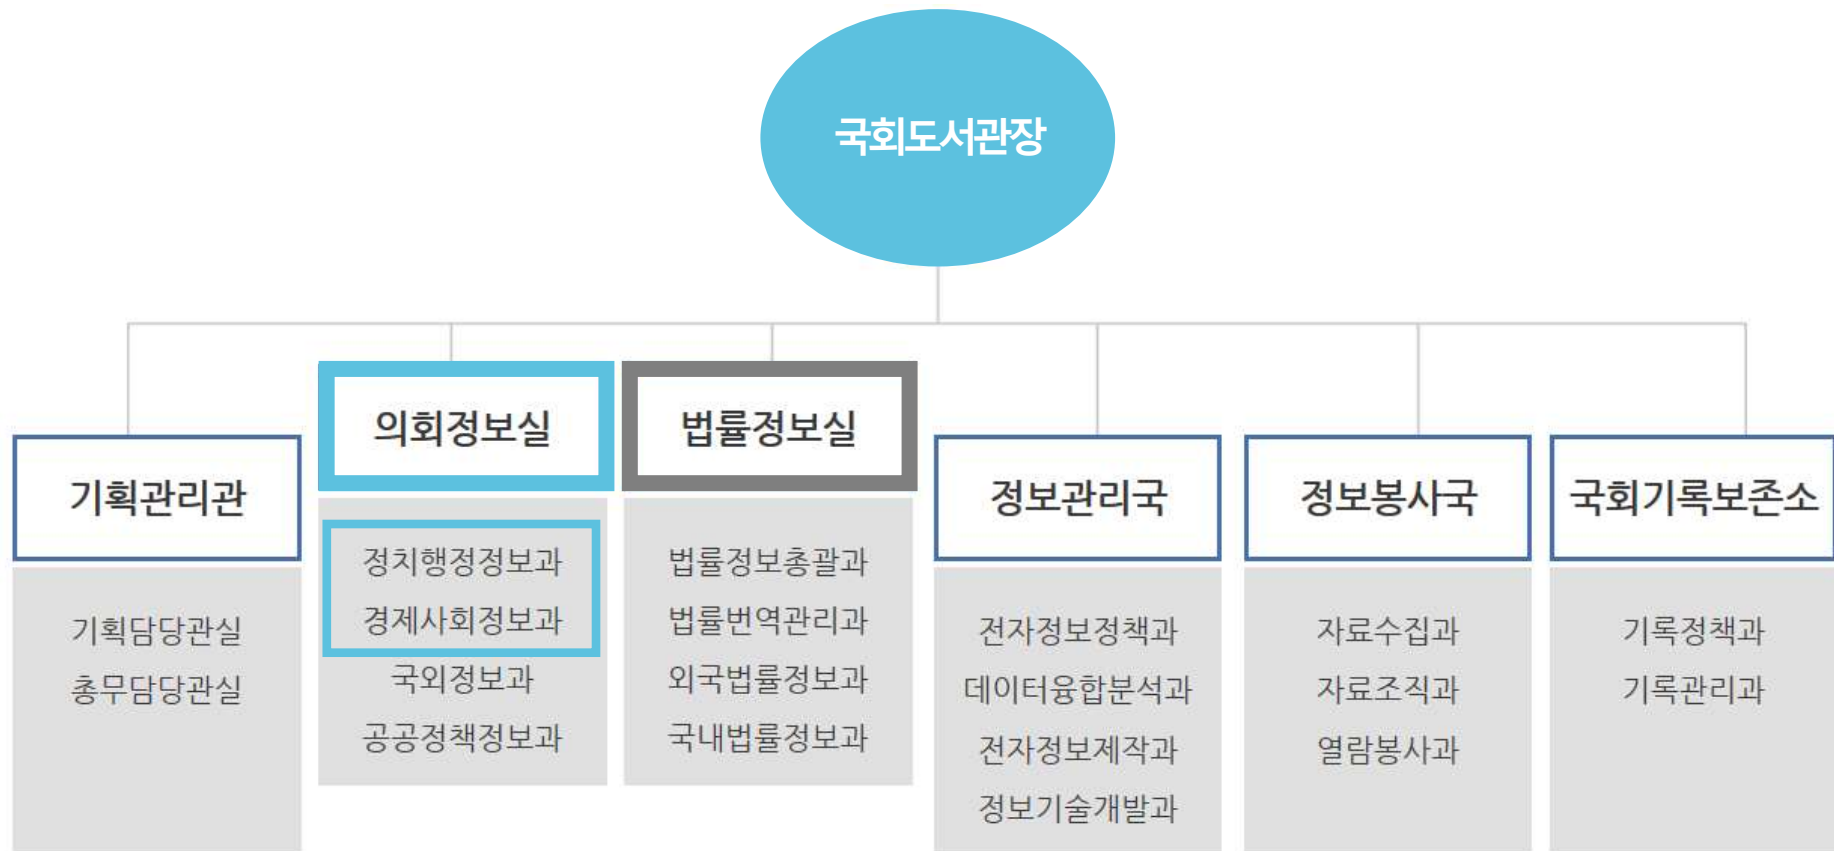 국회도서관장
기획관리관
기획담당관실
총무담당관실
의회정보실
정치행정정보과
경제사회정보과
국외정보과
공공정책정보과
법률정보실
법률정보총괄과
법률번역관리과
외국법률정보과
국내법률정보과
정보관리국
전자정보정책과
데이터융합분석과
전자정보제작과
정보기술개발과
정보봉사국
자료수집과
자료조직과
열람봉사과
국회기록보존소
기록정책과
기록관리과